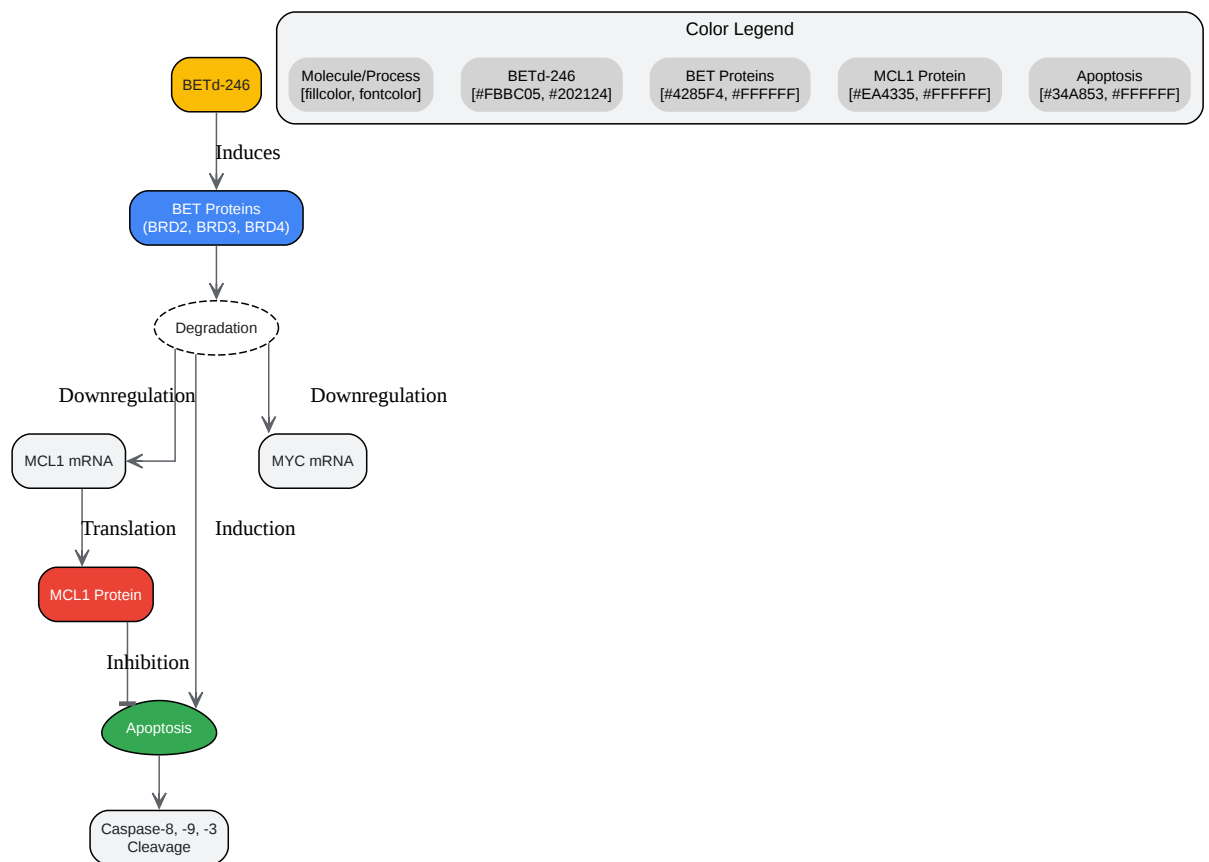 Color Legend
Molecule/Process
[fillcolor, fontcolor]
BETd-246
[#FBBC05, #202124]
BET Proteins
[#4285F4, #FFFFFF]
MCL1 Protein
[#EA4335, #FFFFFF]
Apoptosis
[#34A853, #FFFFFF]
BETd-246
Induces
BET Proteins
(BRD2, BRD3, BRD4)
Degradation
Downregulation
Downregulation
MCL1 mRNA
MYC mRNA
Translation
Induction
MCL1 Protein
Inhibition
Apoptosis
Caspase-8, -9, -3
Cleavage